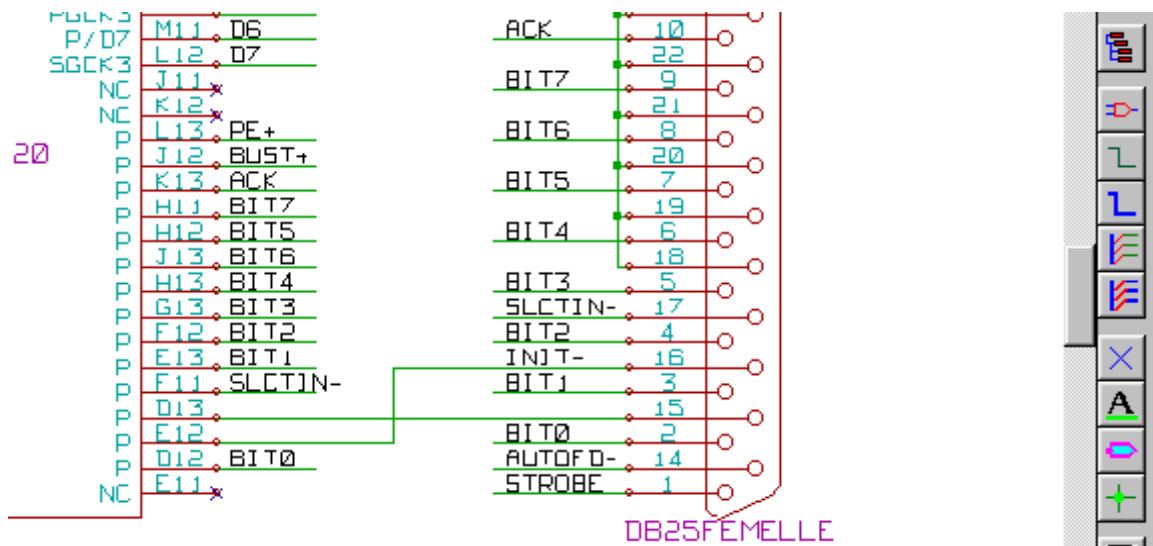 PGCK3
P/D7 M11 D6 ACK 10
SGCK3 L12 D7 22
NC J11 BIT7 9
NC K12 21
P L13 PE+ BIT6 8
20 P J12 BUST+ 20
P K13 ACK BIT5 7
P H11 BIT7 19
P H12 BIT5 BIT4 6
P J13 BIT6 18
P H13 BIT4 BIT3 5
P G13 BIT3 SLCTIN- 17
P F12 BIT2 BIT2 4
P E13 BIT1 INIT- 16
P F11 SLCTIN- BIT1 3
P D13 15
P E12 BIT0 2
P D12 BIT0 AUTOFD- 14
NC E11 STROBE 1
DB25FEMELLE
A